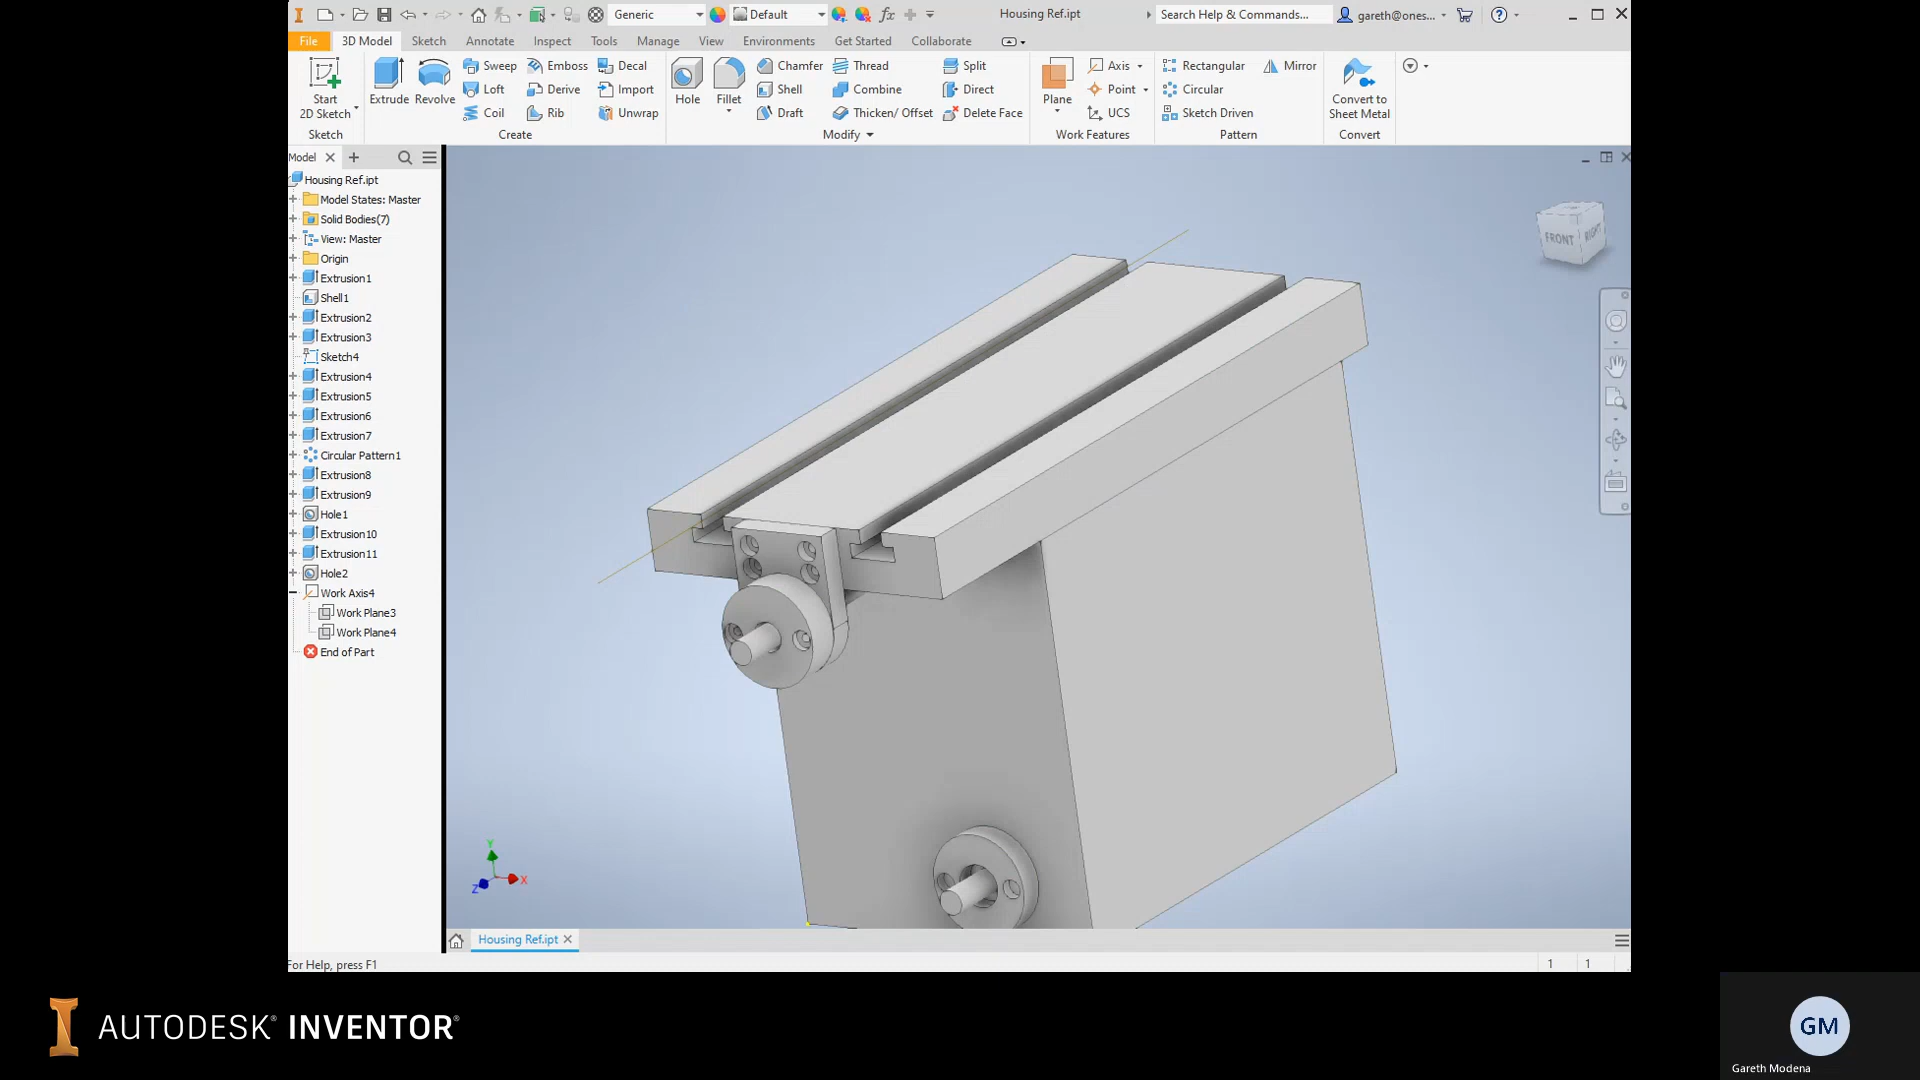 Generic
Default
fx
Housing Ref.ipt
Search Help & Commands...
gareth@ones...
File
3D Model
Sketch
Annotate
Inspect
Tools
Manage
View
Environments
Get Started
Collaborate
Start
2D Sketch
Sketch
Extrude
Revolve
Sweep
Loft
Coil
Emboss
Derive
Rib
Decal
Import
Unwrap
Create
Hole
Fillet
Chamfer
Shell
Draft
Thread
Combine
Thicken/ Offset
Split
Direct
Delete Face
Modify
Plane
Axis
Point
UCS
Work Features
Rectangular
Circular
Sketch Driven
Mirror
Pattern
Convert to
Sheet Metal
Convert
Model
Housing Ref.ipt
Model States: Master
Solid Bodies(7)
View: Master
Origin
Extrusion1
Shell1
Extrusion2
Extrusion3
Sketch4
Extrusion4
Extrusion5
Extrusion6
Extrusion7
Circular Pattern1
Extrusion8
Extrusion9
Hole1
Extrusion10
Extrusion11
Hole2
Work Axis4
Work Plane3
Work Plane4
End of Part
FRONT
RIGHT
Y
X
Z
Housing Ref.ipt
For Help, press F1
1
1
AUTODESK® INVENTOR®
GM
Gareth Modena